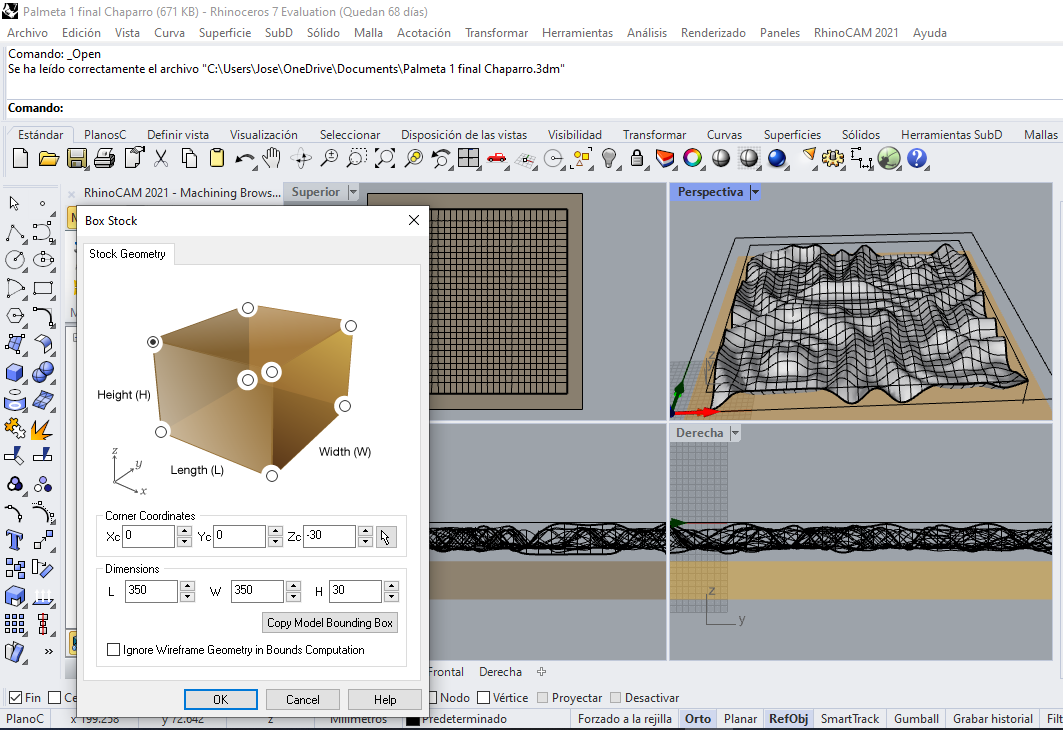 Palmeta 1 final Chaparro (671 KB) - Rhinoceros 7 Evaluation (Quedan 68 días)
Archivo Edición Vista Curva Superficie SubD Sólido Malla Acotación Transformar Herramientas Análisis Renderizado Paneles RhinoCAM 2021 Ayuda
Comando: _Open
Se ha leído correctamente el archivo "C:\Users\Jose\OneDrive\Documents\Palmeta 1 final Chaparro.3dm"
Comando:
Estándar PlanosC Definir vista Visualización Seleccionar Disposición de las vistas Visibilidad Transformar Curvas Superficies Sólidos Herramientas SubD Mallas
RhinoCAM 2021 - Machining Brows...
Superior
Perspectiva
Box Stock
Stock Geometry
Height (H)
Width (W)
Length (L)
z
y
x
Corner Coordinates
Xc 0 Yc 0 Zc -30
Dimensions
L 350 W 350 H 30
Copy Model Bounding Box
Ignore Wireframe Geometry in Bounds Computation
OK Cancel Help
z
Derecha
z
y
Frontal Derecha
Fin Ce Nodo Vértice Proyectar Desactivar
PlanoC x 199.258 y 72.642 z Milímetros Predeterminado Forzado a la rejilla Orto Planar RefObj SmartTrack Gumball Grabar historial Filt